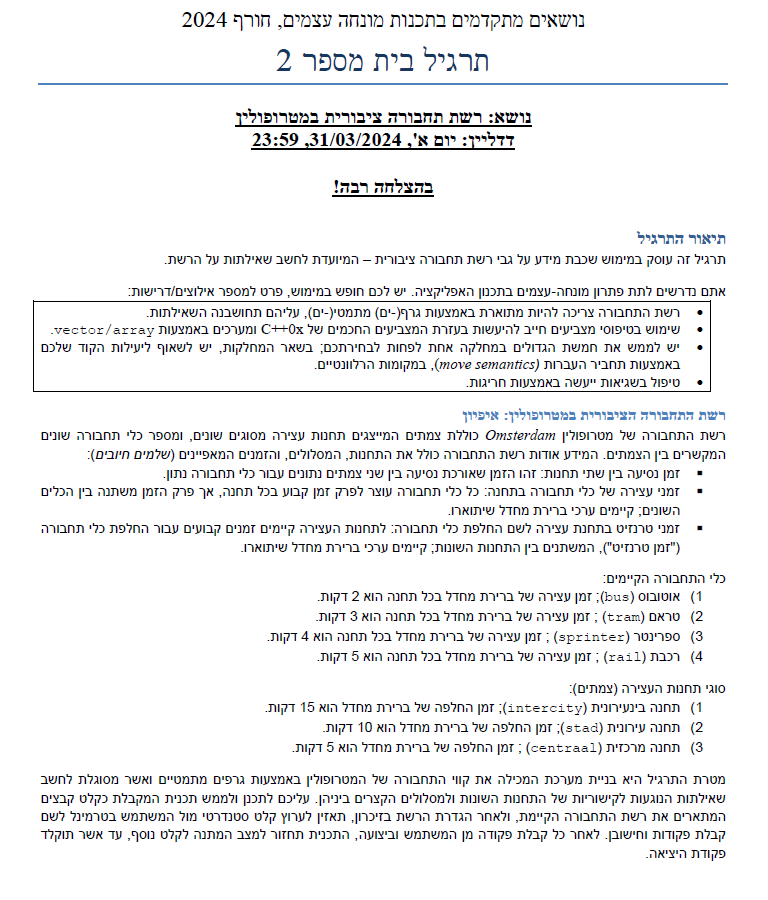 נושאים מתקדמים בתכנות מונחה עצמים, חורף 2024
תרגיל בית מספר 2
נושא: רשת תחבורה ציבורית במטרופולין
דדליין: יום א', 31/03/2024, 23:59
בהצלחה רבה!
תיאור התרגיל
תרגיל זה עוסק במימוש שכבת מידע על גבי רשת תחבורה ציבורית – המיועדת לחשב שאילתות על הרשת.
אתם נדרשים לתת פתרון מונחה-עצמים בתכנון האפליקציה. יש לכם חופש במימוש, פרט למספר אילוצים/דרישות:
• רשת התחבורה צריכה להיות מתוארת באמצעות גרף(-ים) מתמטי(-ים), עליהם תחושבנה השאילתות.
• שימוש בטיפוסי מצביעים חייב להיעשות בעזרת המצביעים החכמים של C++0x ומערכים באמצעות vector/array.
• יש לממש את חמשת הגדולים במחלקה אחת לפחות לבחירתכם; בשאר המחלקות, יש לשאוף ליעילות הקוד שלכם
באמצעות תחביר העברות (move semantics), במקומות הרלוונטיים.
• טיפול בשגיאות ייעשה באמצעות חריגות.
רשת התחבורה הציבורית במטרופולין: איפיון
רשת התחבורה של מטרופולין Omsterdam כוללת צמתים המייצגים תחנות עצירה מסוגים שונים, ומספר כלי תחבורה שונים
המקשרים בין הצמתים. המידע אודות רשת התחבורה כולל את התחנות, המסלולים, והזמנים המאפיינים (שלמים חיובים):
▪ זמן נסיעה בין שתי תחנות: זהו הזמן שאורכת נסיעה בין שני צמתים נתונים עבור כלי תחבורה נתון.
▪ זמני עצירה של כלי תחבורה בתחנה: כל כלי תחבורה עוצר לפרק זמן קבוע בכל תחנה, אך פרק הזמן משתנה בין הכלים
השונים; קיימים ערכי ברירת מחדל שיתוארו.
▪ זמני טרנזיט בתחנת עצירה לשם החלפת כלי תחבורה: לתחנות העצירה קיימים זמנים קבועים עבור החלפת כלי תחבורה
("זמן טרנזיט"), המשתנים בין התחנות השונות; קיימים ערכי ברירת מחדל שיתוארו.
כלי התחבורה הקיימים:
1) אוטובוס (bus); זמן עצירה של ברירת מחדל בכל תחנה הוא 2 דקות.
2) טראם (tram) ; זמן עצירה של ברירת מחדל בכל תחנה הוא 3 דקות.
3) ספרינטר (sprinter) ; זמן עצירה של ברירת מחדל בכל תחנה הוא 4 דקות.
4) רכבת (rail) ; זמן עצירה של ברירת מחדל בכל תחנה הוא 5 דקות.
סוגי תחנות העצירה (צמתים):
1) תחנה בינעירונית (intercity); זמן החלפה של ברירת מחדל הוא 15 דקות.
2) תחנה עירונית (stad); זמן החלפה של ברירת מחדל הוא 10 דקות.
3) תחנה מרכזית (centraal) ; זמן החלפה של ברירת מחדל הוא 5 דקות.
מטרת התרגיל היא בניית מערכת המכילה את קווי התחבורה של המטרופולין באמצעות גרפים מתמטיים ואשר מסוגלת לחשב
שאילתות הנוגעות לקישוריות של התחנות השונות ולמסלולים הקצרים ביניהן. עליכם לתכנן ולממש תכנית המקבלת כקלט קבצים
המתארים את רשת התחבורה הקיימת, ולאחר הגדרת הרשת בזיכרון, תאזין לערוץ קלט סטנדרטי מול המשתמש בטרמינל לשם
קבלת פקודות וחישובן. לאחר כל קבלת פקודה מן המשתמש וביצועה, התכנית תחזור למצב המתנה לקלט נוסף, עד אשר תוקלד
פקודת היציאה.